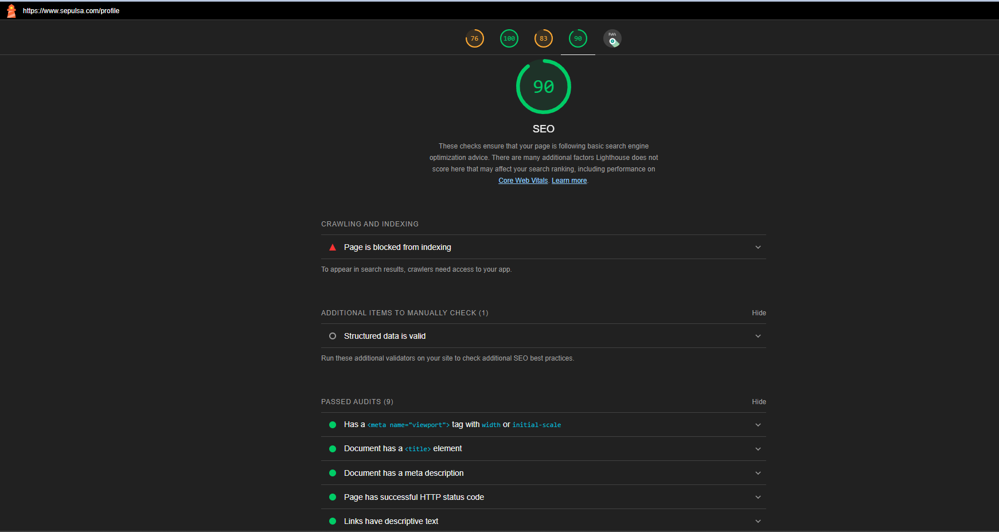 https://www.sepulsa.com/profile
76 100 83 90 PWA
90
SEO
These checks ensure that your page is following basic search engine
optimization advice. There are many additional factors Lighthouse does not
score here that may affect your search ranking, including performance on
Core Web Vitals. Learn more.
CRAWLING AND INDEXING
Page is blocked from indexing
To appear in search results, crawlers need access to your app.
ADDITIONAL ITEMS TO MANUALLY CHECK (1) Hide
Structured data is valid
Run these additional validators on your site to check additional SEO best practices.
PASSED AUDITS (9) Hide
Has a <meta name="viewport"> tag with width or initial-scale
Document has a <title> element
Document has a meta description
Page has successful HTTP status code
Links have descriptive text